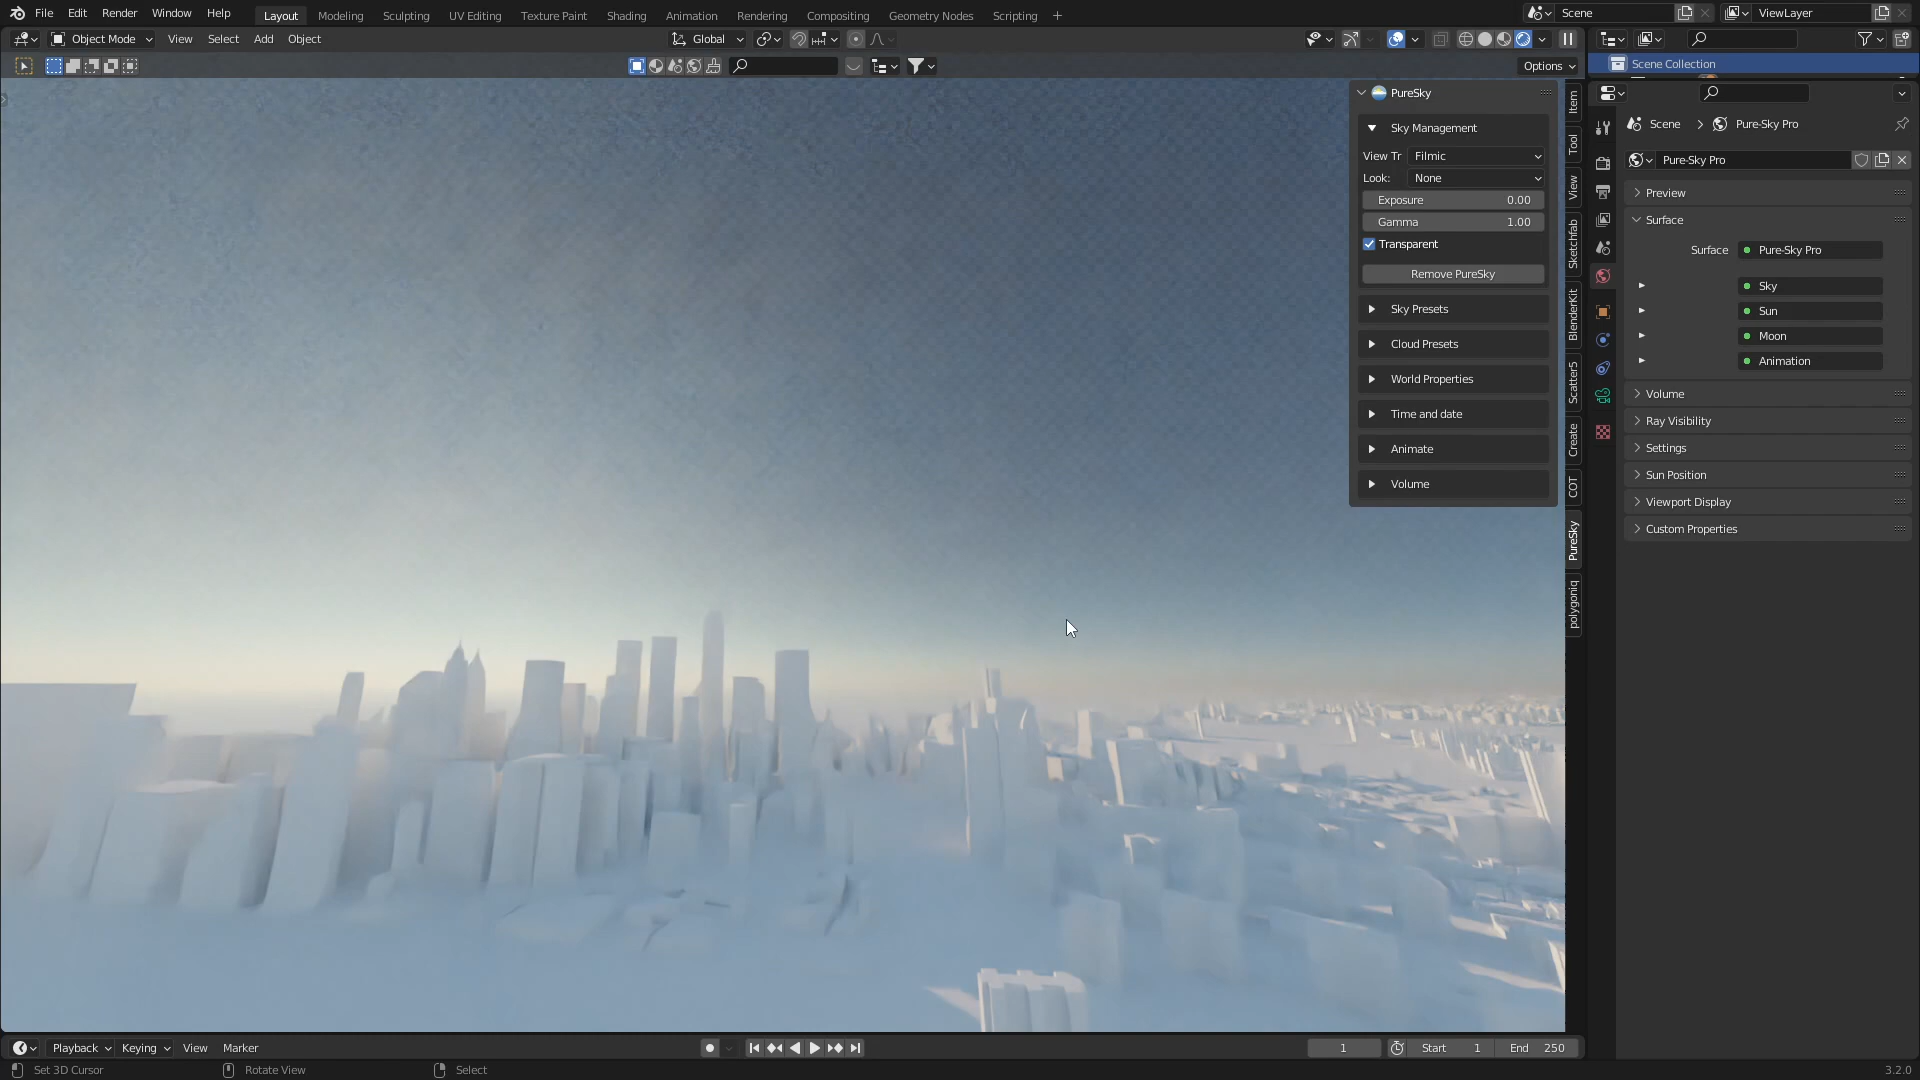 File Edit Render Window Help Layout Modeling Sculpting UV Editing Texture Paint Shading Animation Rendering Compositing Geometry Nodes Scripting + Scene ViewLayer
Object Mode View Select Add Object Global
Options
Scene Collection
PureSky
Sky Management
View Tr Filmic
Look: None
Exposure 0.00
Gamma 1.00
Transparent
Remove PureSky
Sky Presets
Cloud Presets
World Properties
Time and date
Animate
Volume
Item
Tool
View
Sketchfab
BlenderKit
Scatter5
Create
COT
PureSky
polygoniq
Scene Pure-Sky Pro
Pure-Sky Pro
Preview
Surface
Surface Pure-Sky Pro
Sky
Sun
Moon
Animation
Volume
Ray Visibility
Settings
Sun Position
Viewport Display
Custom Properties
Playback Keying View Marker 1 Start 1 End 250
Set 3D Cursor Rotate View Select 3.2.0